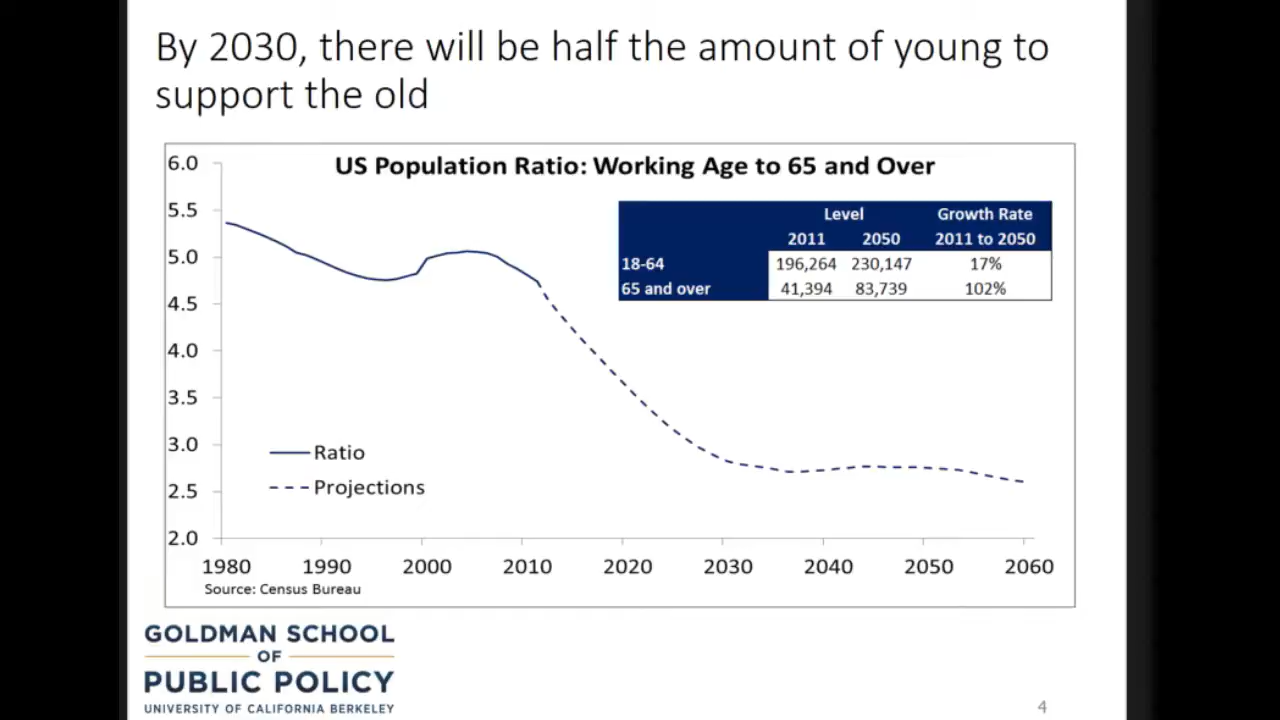 By 2030, there will be half the amount of young to
support the old
US Population Ratio: Working Age to 65 and Over
6.0
5.5
5.0
4.5
4.0
3.5
3.0
2.5
2.0
Level Growth Rate
2011 2050 2011 to 2050
18-64 196,264 230,147 17%
65 and over 41,394 83,739 102%
Ratio
Projections
1980 1990 2000 2010 2020 2030 2040 2050 2060
Source: Census Bureau
GOLDMAN SCHOOL
OF
PUBLIC POLICY
UNIVERSITY OF CALIFORNIA BERKELEY
4